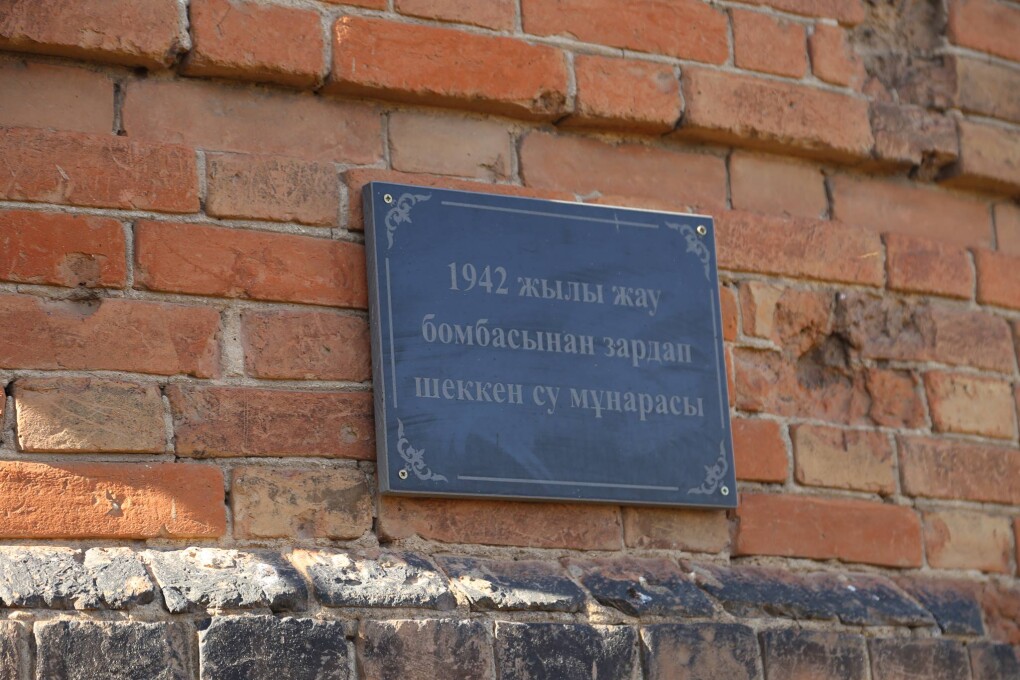 1942 жылы жау
бомбасынан зардап
шеккен су мұнарасы